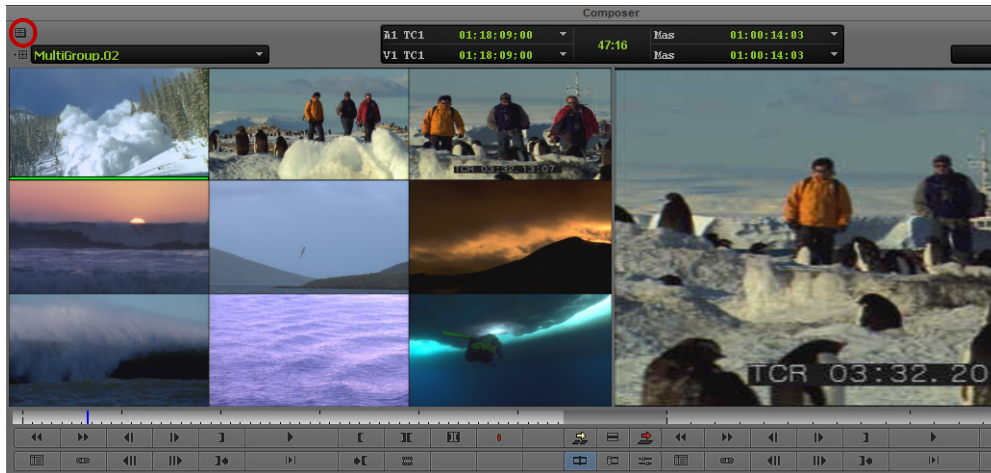 Composer
A1 TC1 01;18;09;00 47:16 Mas 01:00:14:03
MultiGroup.02 V1 TC1 01;18;09;00 Mas 01:00:14:03
TCR 03:32.13:07
TCR 03:32.20